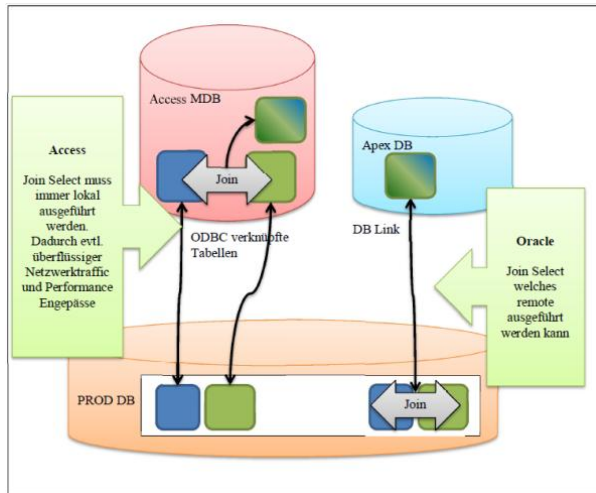 Access MDB
Access
Join Select muss
immer lokal
ausgeführt
werden.
Dadurch evtl.
überflüssiger
Netzwerktraffic
und Performance
Engepässe
Join
ODBC verknüpfte
Tabellen
Apex DB
DB Link
Oracle
Join Select
welches
remote
ausgeführt
werden kann
PROD DB
Join